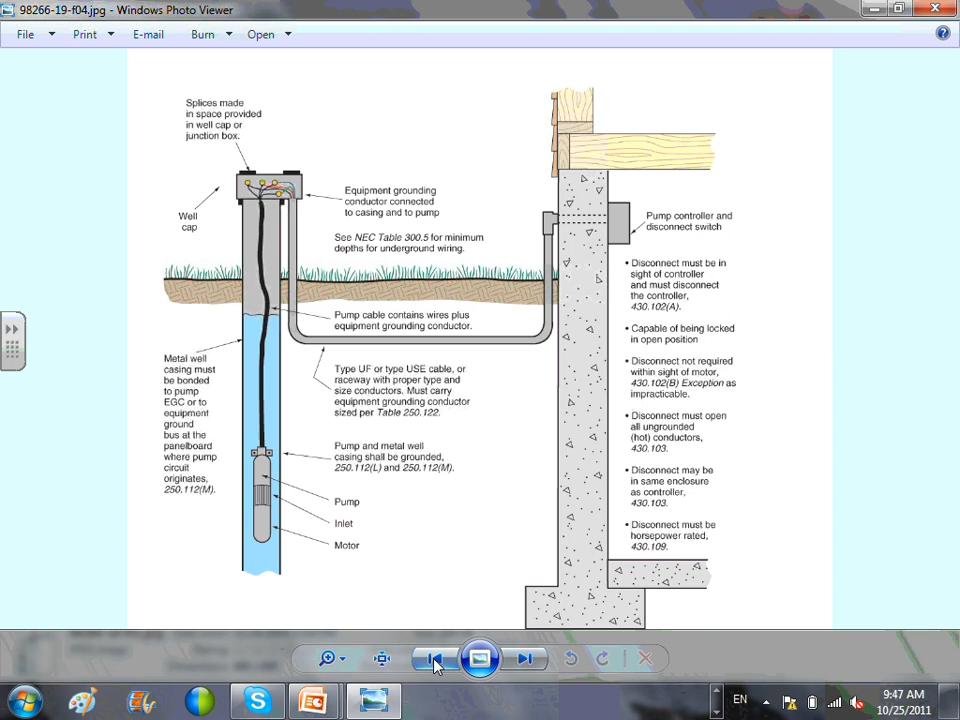 98266-19-f04.jpg - Windows Photo Viewer
File Print E-mail Burn Open
Splices made
in space provided
in well cap or
junction box.
Well
cap
Equipment grounding
conductor connected
to casing and to pump
See NEC Table 300.5 for minimum
depths for underground wiring.
Pump controller and
disconnect switch
• Disconnect must be in
sight of controller
and must disconnect
the controller,
430.102(A).
• Capable of being locked
in open position
• Disconnect not required
within sight of motor,
430.102(B) Exception as
impracticable.
• Disconnect must open
all ungrounded
(hot) conductors,
430.103.
• Disconnect may be
in same enclosure
as controller,
430.103.
• Disconnect must be
horsepower rated,
430.109.
Pump cable contains wires plus
equipment grounding conductor.
Metal well
casing must
be bonded
to pump
EGC or to
equipment
ground
bus at the
panelboard
where pump
circuit
originates,
250.112(M).
Type UF or type USE cable, or
raceway with proper type and
size conductors. Must carry
equipment grounding conductor
sized per Table 250.122.
Pump and metal well
casing shall be grounded,
250.112(L) and 250.112(M).
Pump
Inlet
Motor
EN
9:47 AM
10/25/2011